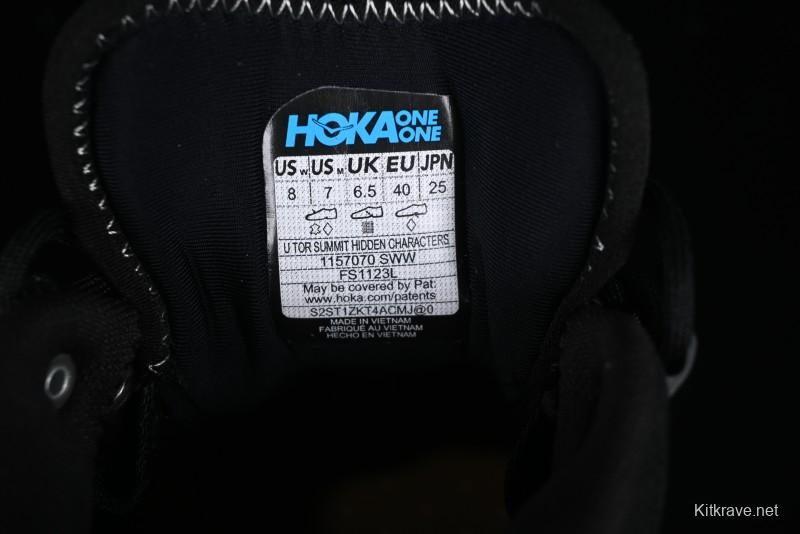 HOKA ONE ONE
US W US M UK EU JPN
8 7 6.5 40 25
U TOR SUMMIT HIDDEN CHARACTERS
1157070 SWW
FS1123L
May be covered by Pat:
www.hoka.com/patents
S2ST1ZKT4ACMJ@0
MADE IN VIETNAM
FABRIQUÉ AU VIETNAM
HECHO EN VIETNAM
Kitkrave.net